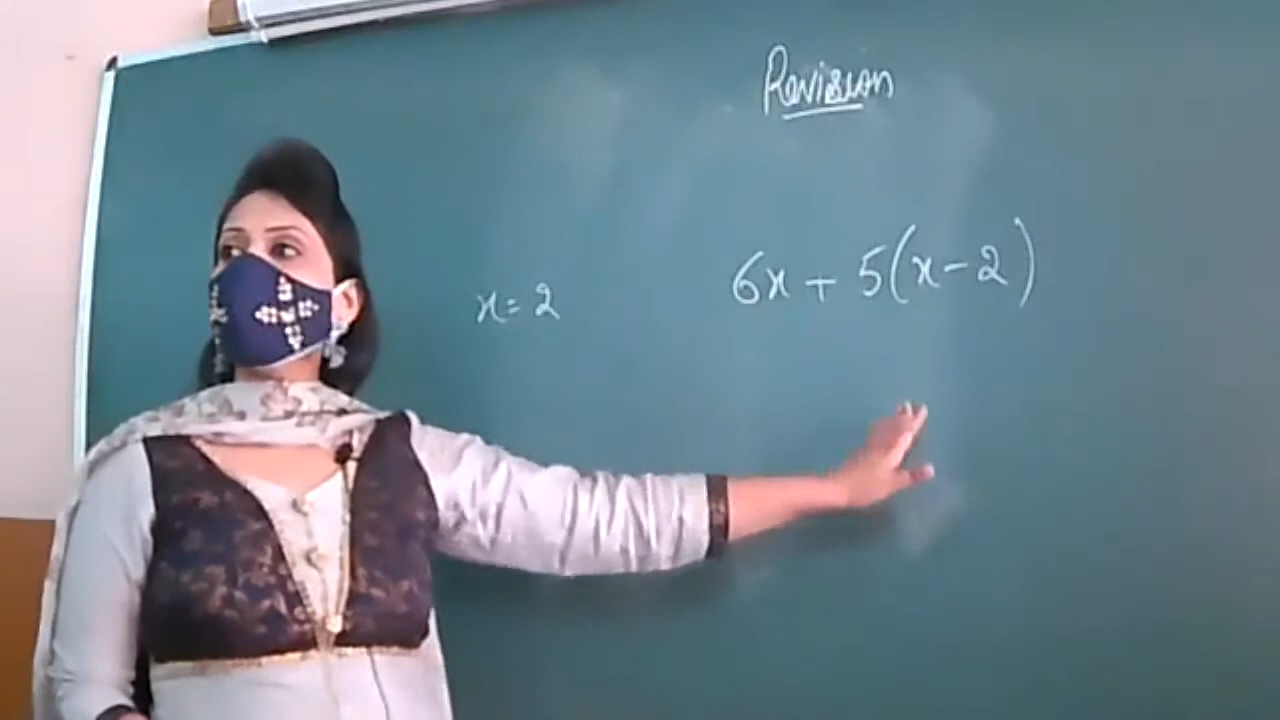 Revision
x = 2
6x + 5(x - 2)